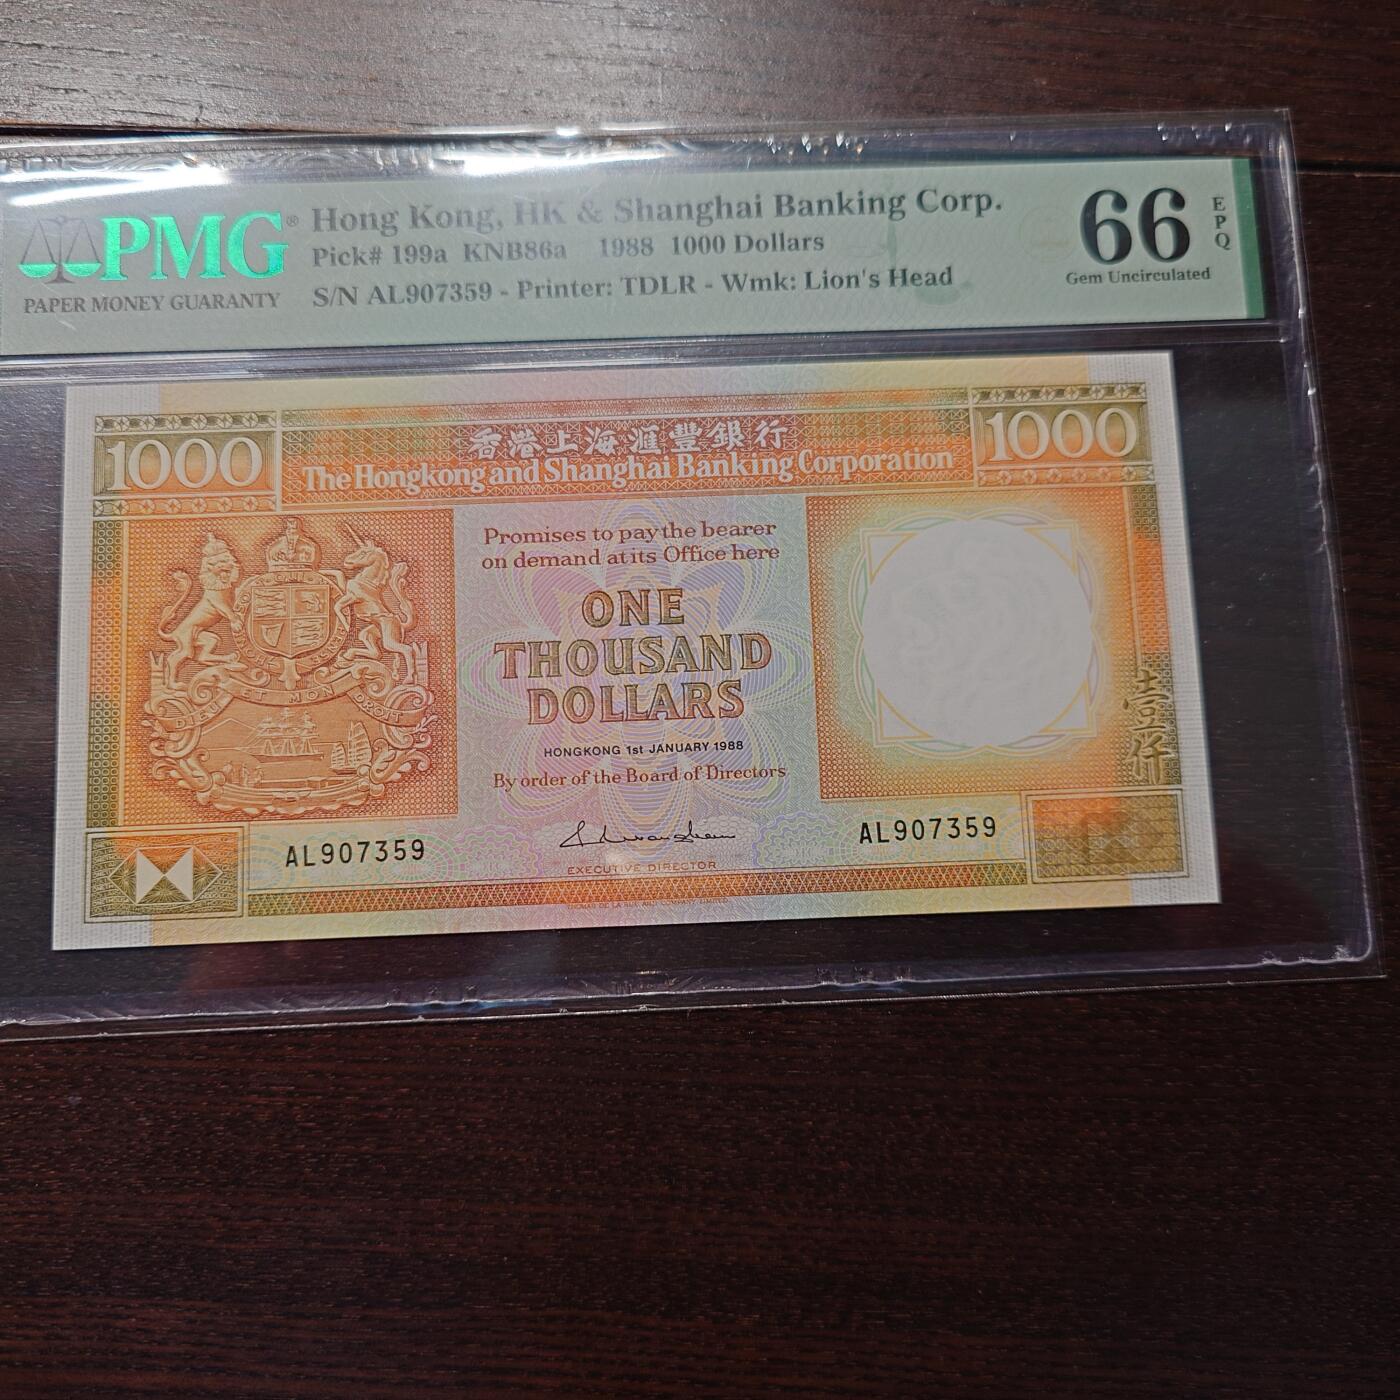 PMG®
PAPER MONEY GUARANTY
Hong Kong, HK & Shanghai Banking Corp.
Pick# 199a KNB86a 1988 1000 Dollars
S/N AL907359 - Printer: TDLR - Wmk: Lion's Head
66
EPQ
Gem Uncirculated
1000
香港上海滙豐銀行
The Hongkong and Shanghai Banking Corporation
1000
Promises to pay the bearer
on demand at its Office here
ONE
THOUSAND
DOLLARS
HONGKONG 1st JANUARY 1988
By order of the Board of Directors
壹仟
DIEU ET MON DROIT
AL907359
AL907359
EXECUTIVE DIRECTOR